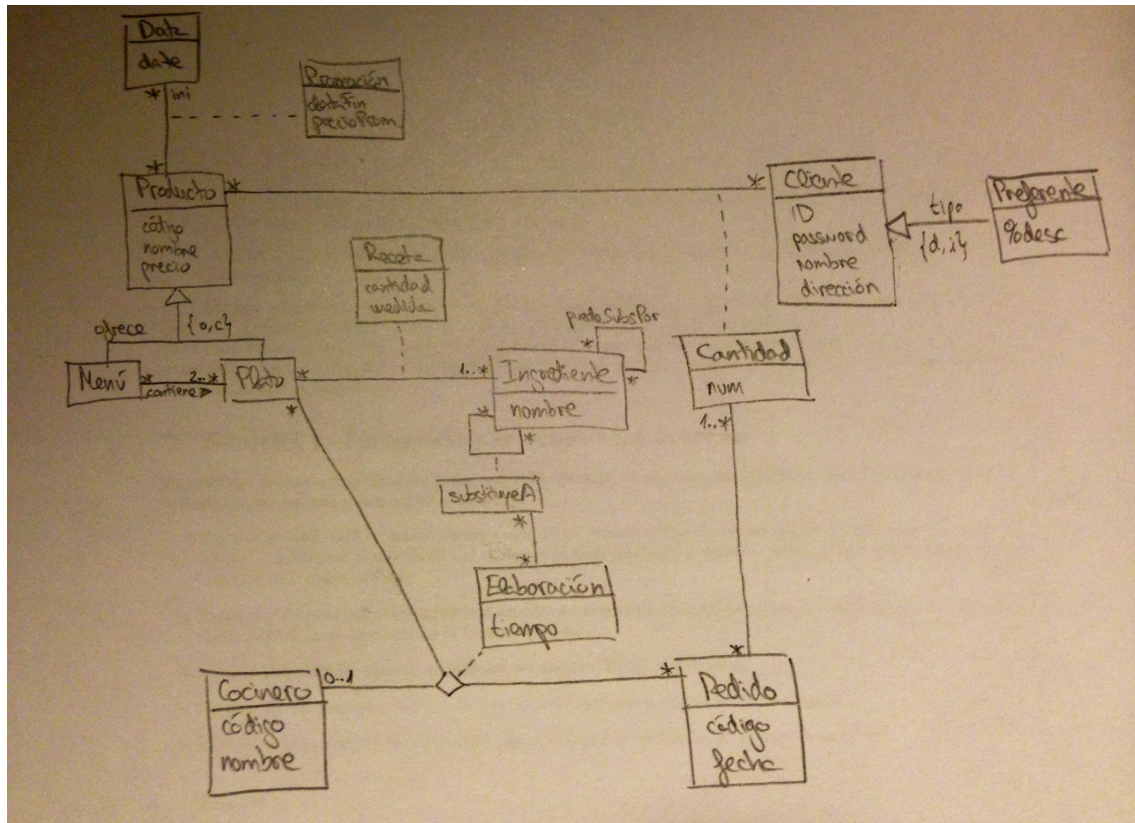 Data
date
* ini
Promoción
dataFin
precioProm
*
Producto
*
código
nombre
precio
*
Cliente
ID
password
nombre
dirección
tipo
{d, i}
Preferente
%desc
Receta
cantidad
medida
ofrece
{o,c}
Menú
*
contiene
2..*
Plato
*
*
1..*
Ingrediente
nombre
puedeSubsPor
*
*
*
*
substituyeA
*
*
Elaboración
tiempo
Cantidad
num
1..*
*
Cocinero
código
nombre
0..1
*
Pedido
código
fecha